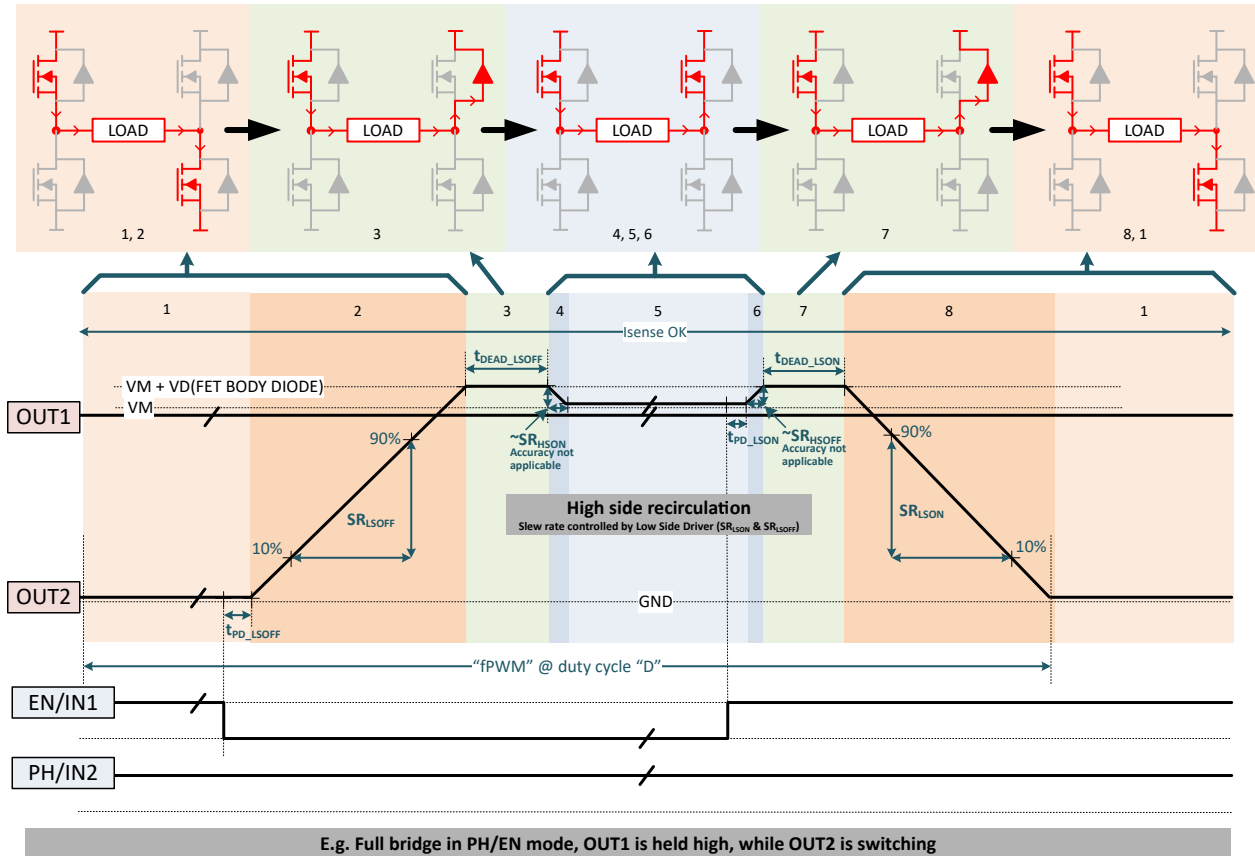 LOAD
LOAD
LOAD
LOAD
LOAD
1, 2
3
4, 5, 6
7
8, 1
1
2
3
4
5
6
7
8
1
Isense OK
tDEAD_LSOFF
tDEAD_LSON
VM + VD(FET BODY DIODE)
VM
OUT1
90%
~SRHSON
Accuracy not
applicable
tPD_LSON
~SRHSOFF
Accuracy not
applicable
90%
SRLSOFF
High side recirculation
Slew rate controlled by Low Side Driver (SRLSON & SRLSOFF)
SRLSON
10%
10%
OUT2
GND
tPD_LSOFF
“fPWM” @ duty cycle “D”
EN/IN1
PH/IN2
E.g. Full bridge in PH/EN mode, OUT1 is held high, while OUT2 is switching